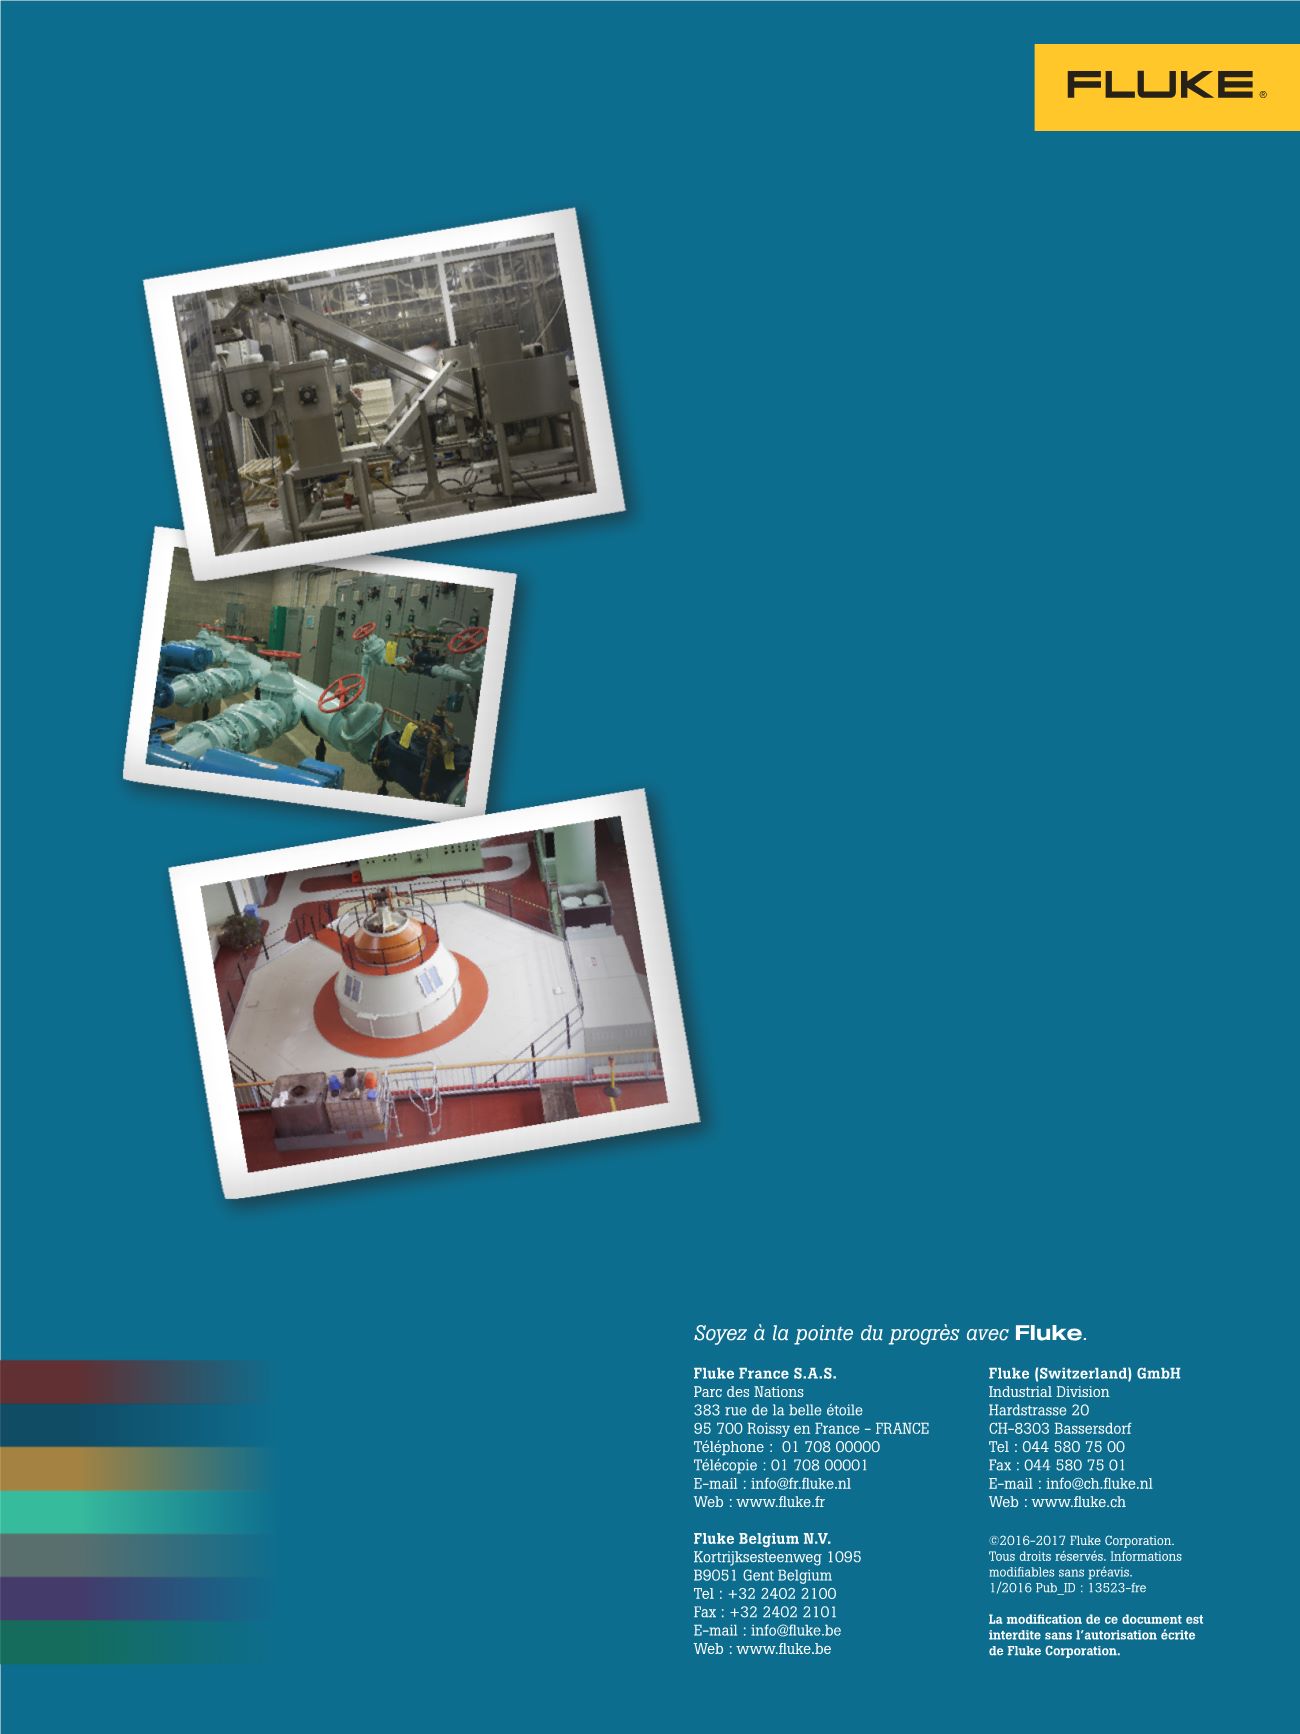 FLUKE®
Soyez à la pointe du progrès avec Fluke.
Fluke France S.A.S.
Parc des Nations
383 rue de la belle étoile
95 700 Roissy en France - FRANCE
Téléphone :  01 708 00000
Télécopie : 01 708 00001
E-mail : info@fr.fluke.nl
Web : www.fluke.fr
Fluke Belgium N.V.
Kortrijksesteenweg 1095
B9051 Gent Belgium
Tel : +32 2402 2100
Fax : +32 2402 2101
E-mail : info@fluke.be
Web : www.fluke.be
Fluke (Switzerland) GmbH
Industrial Division
Hardstrasse 20
CH-8303 Bassersdorf
Tel : 044 580 75 00
Fax : 044 580 75 01
E-mail : info@ch.fluke.nl
Web : www.fluke.ch
©2016-2017 Fluke Corporation.
Tous droits réservés. Informations
modifiables sans préavis.
1/2016 Pub_ID : 13523-fre
La modification de ce document est
interdite sans l'autorisation écrite
de Fluke Corporation.